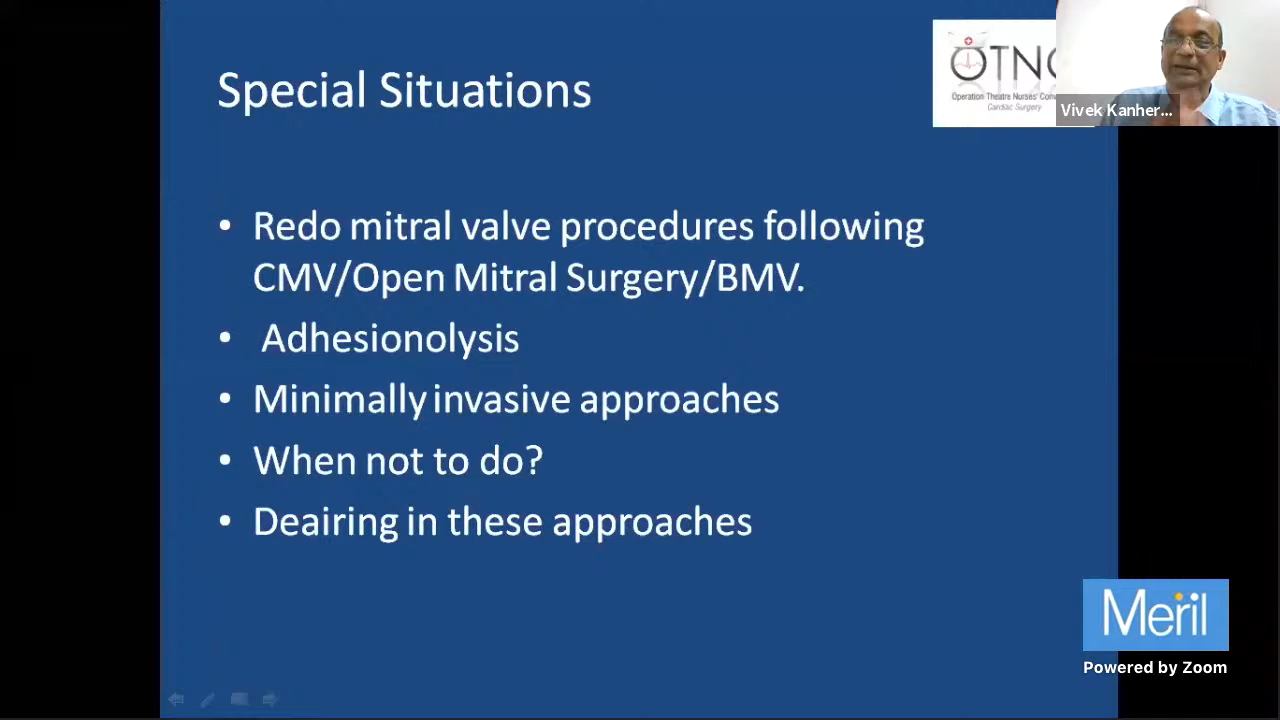 Special Situations
OTNC
Operation Theatre Nurses'
Cardiac Surgery
Vivek Kanher...
• Redo mitral valve procedures following
CMV/Open Mitral Surgery/BMV.
• Adhesionolysis
• Minimally invasive approaches
• When not to do?
• Deairing in these approaches
Meril
Powered by Zoom